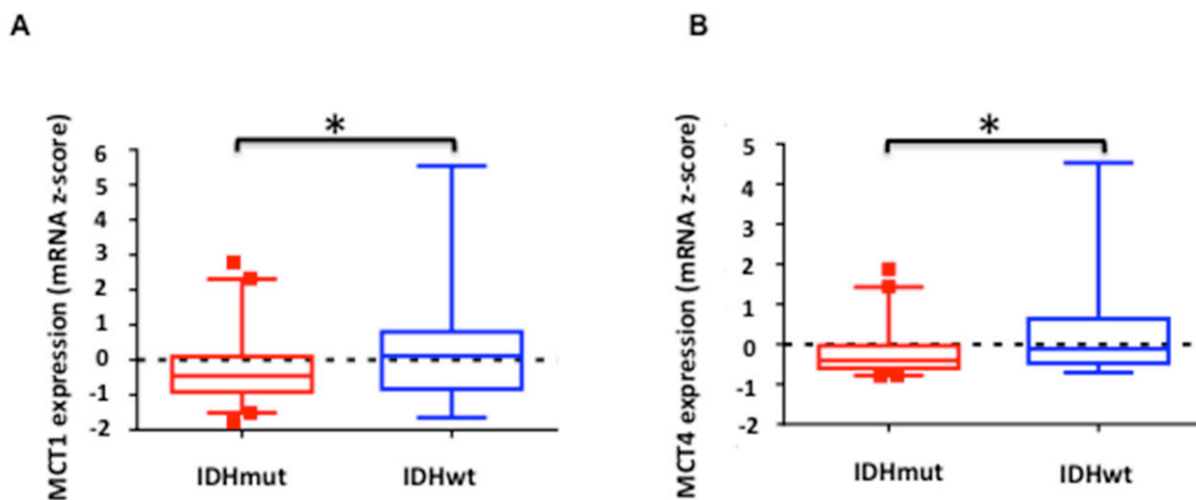 A
B
MCT1 expression (mRNA z-score)
*
6
5
4
3
2
1
0
-1
-2
IDHmut
IDHwt
MCT4 expression (mRNA z-score)
*
5
4
3
2
1
0
-1
-2
IDHmut
IDHwt